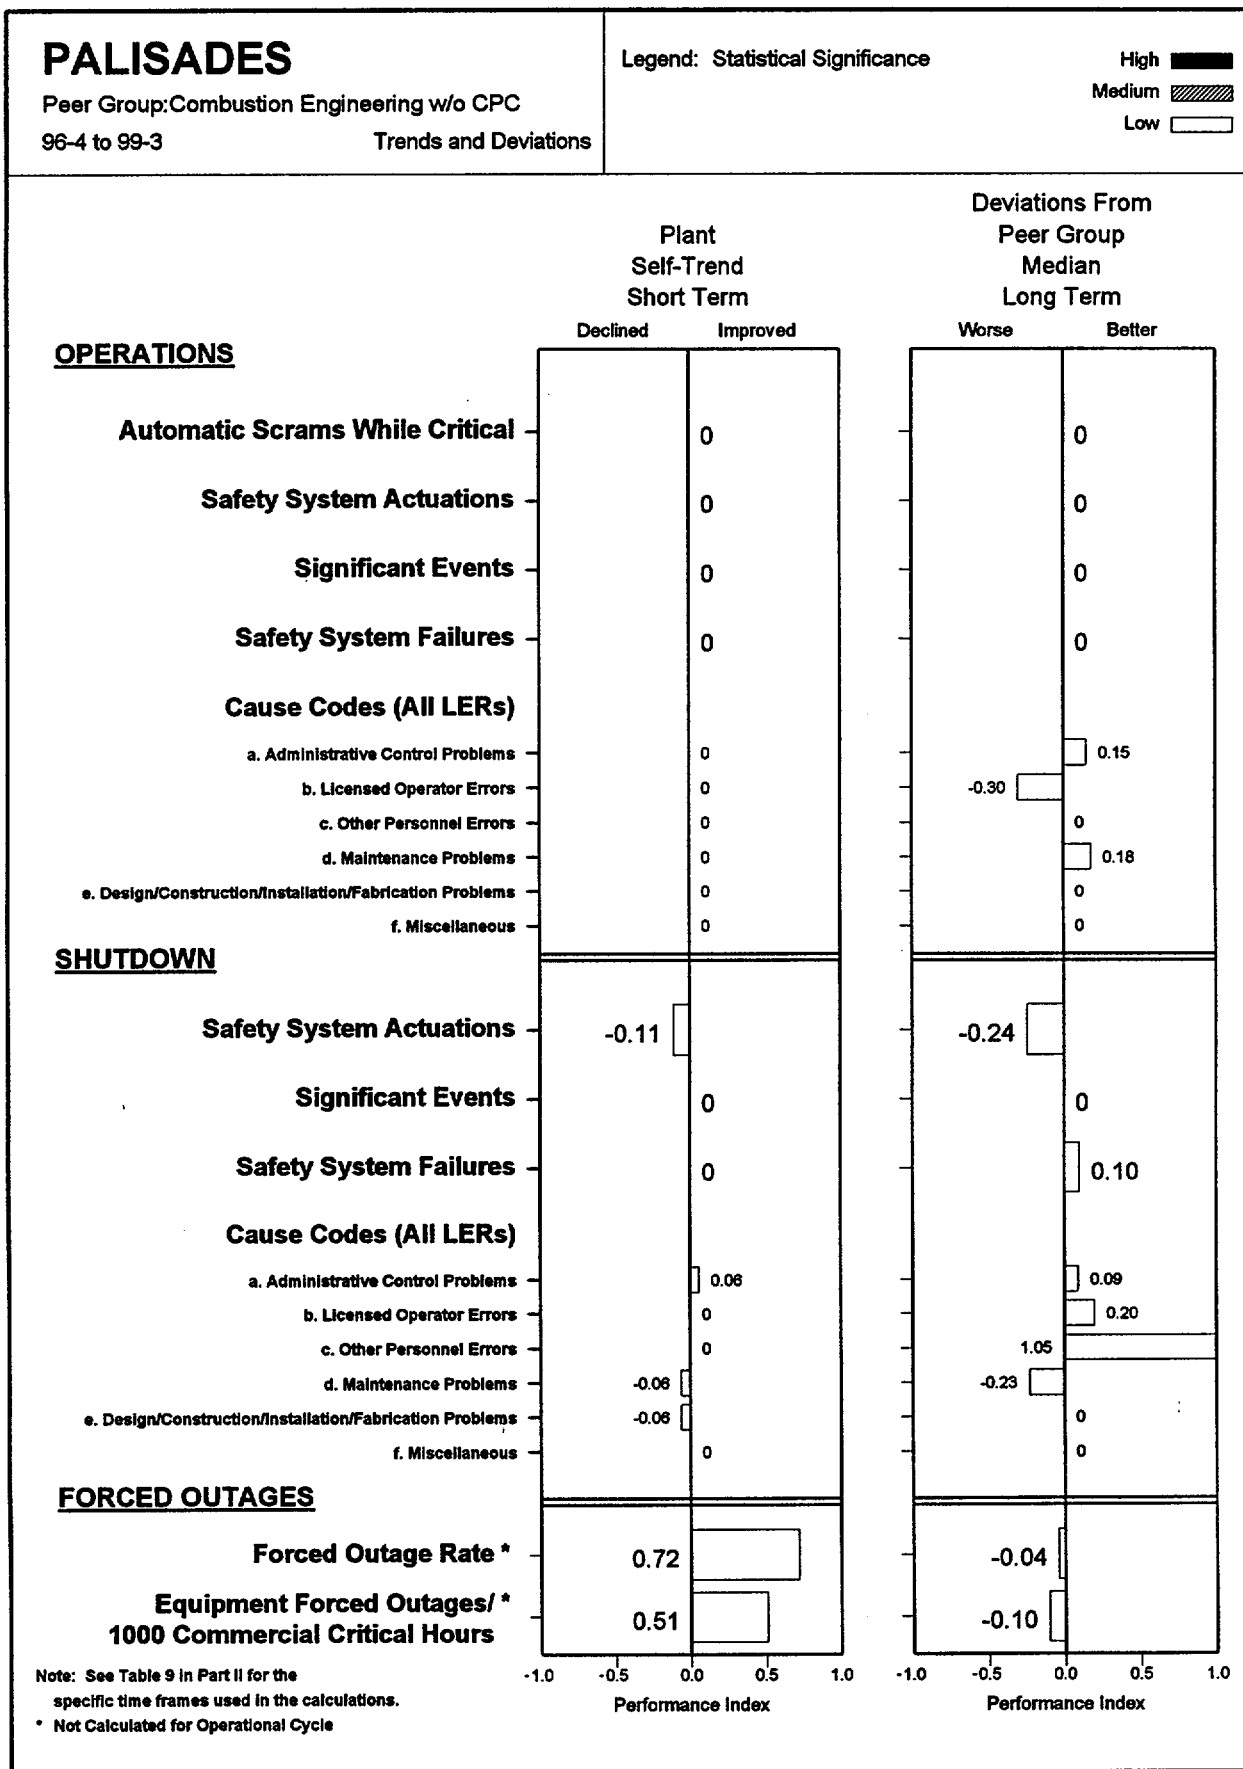 PALISADES
Peer Group:Combustion Engineering w/o CPC
96-4 to 99-3 Trends and Deviations
Legend: Statistical Significance
High
Medium
Low
Plant
Self-Trend
Short Term
Deviations From
Peer Group
Median
Long Term
Declined Improved Worse Better
OPERATIONS
Automatic Scrams While Critical 0 0
Safety System Actuations 0 0
Significant Events 0 0
Safety System Failures 0 0
Cause Codes (All LERs)
a. Administrative Control Problems 0 0.15
b. Licensed Operator Errors 0 -0.30
c. Other Personnel Errors 0 0
d. Maintenance Problems 0 0.18
e. Design/Construction/Installation/Fabrication Problems 0 0
f. Miscellaneous 0 0
SHUTDOWN
Safety System Actuations -0.11 -0.24
Significant Events 0 0
Safety System Failures 0 0.10
Cause Codes (All LERs)
a. Administrative Control Problems 0.06 0.09
b. Licensed Operator Errors 0 0.20
c. Other Personnel Errors 0 1.05
d. Maintenance Problems -0.06 -0.23
e. Design/Construction/Installation/Fabrication Problems -0.06 0
f. Miscellaneous 0 0
FORCED OUTAGES
Forced Outage Rate * 0.72 -0.04
Equipment Forced Outages/ *
1000 Commercial Critical Hours 0.51 -0.10
-1.0 -0.5 0.0 0.5 1.0 -1.0 -0.5 0.0 0.5 1.0
Performance Index Performance Index
Note: See Table 9 in Part II for the
specific time frames used in the calculations.
* Not Calculated for Operational Cycle